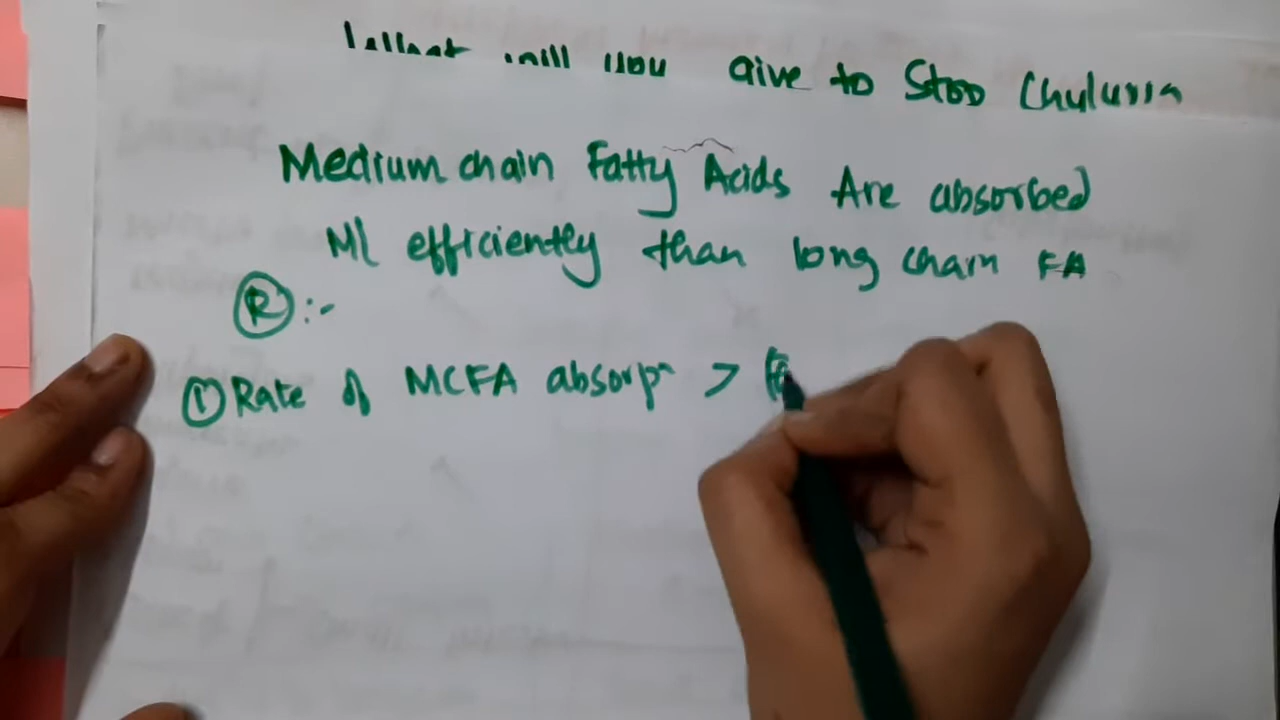 What will you give to Stop Chyluria
Medium chain Fatty Acids Are absorbed
Ml efficiently than long chain FA
(R) :-
① Rate of MCFA absorpⁿ >